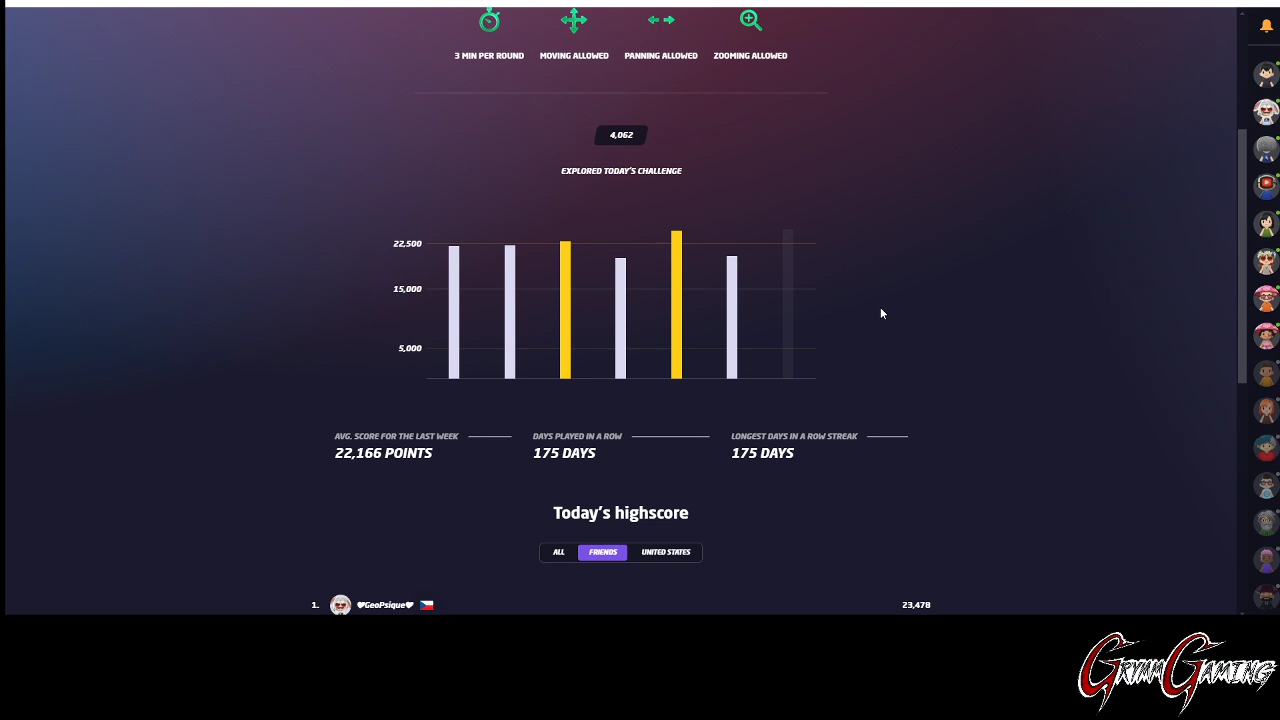 3 MIN PER ROUND MOVING ALLOWED PANNING ALLOWED ZOOMING ALLOWED
4,062
EXPLORED TODAY'S CHALLENGE
22,500
15,000
5,000
AVG. SCORE FOR THE LAST WEEK DAYS PLAYED IN A ROW LONGEST DAYS IN A ROW STREAK
22,166 POINTS 175 DAYS 175 DAYS
Today's highscore
ALL FRIENDS UNITED STATES
1. ♥GeoPsique♥ 23,478
GRIMMGAMING